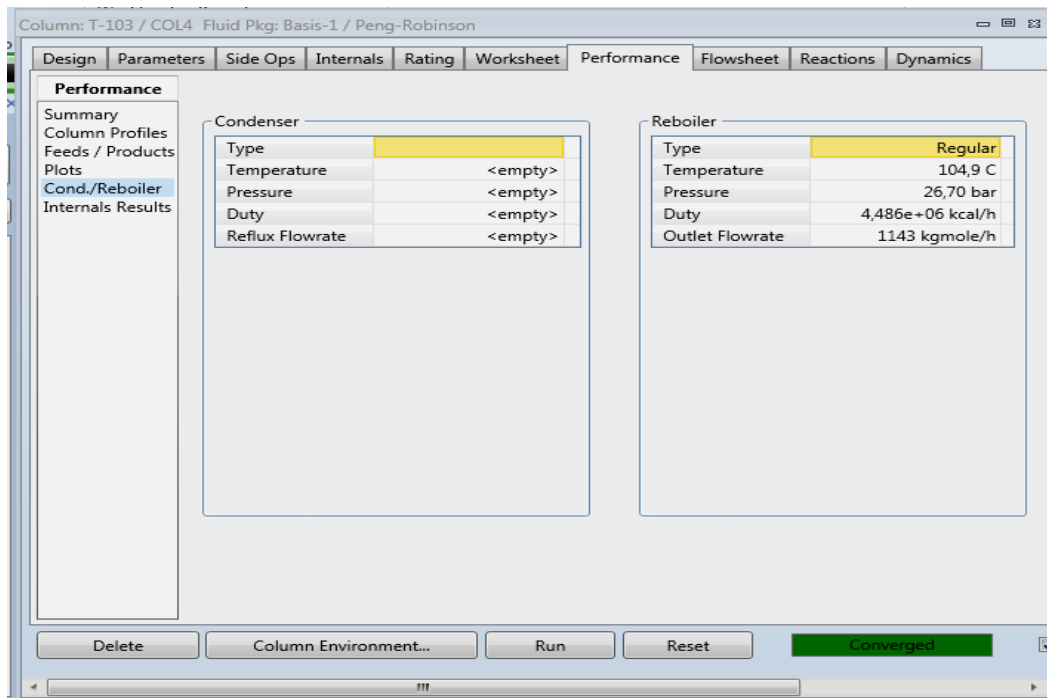 Column: T-103 / COL4 Fluid Pkg: Basis-1 / Peng-Robinson
Design Parameters Side Ops Internals Rating Worksheet Performance Flowsheet Reactions Dynamics
Performance
Summary
Column Profiles
Feeds / Products
Plots
Cond./Reboiler
Internals Results
Condenser
Type
Temperature <empty>
Pressure <empty>
Duty <empty>
Reflux Flowrate <empty>
Reboiler
Type Regular
Temperature 104,9 C
Pressure 26,70 bar
Duty 4,486e+06 kcal/h
Outlet Flowrate 1143 kgmole/h
Delete Column Environment... Run Reset Converged